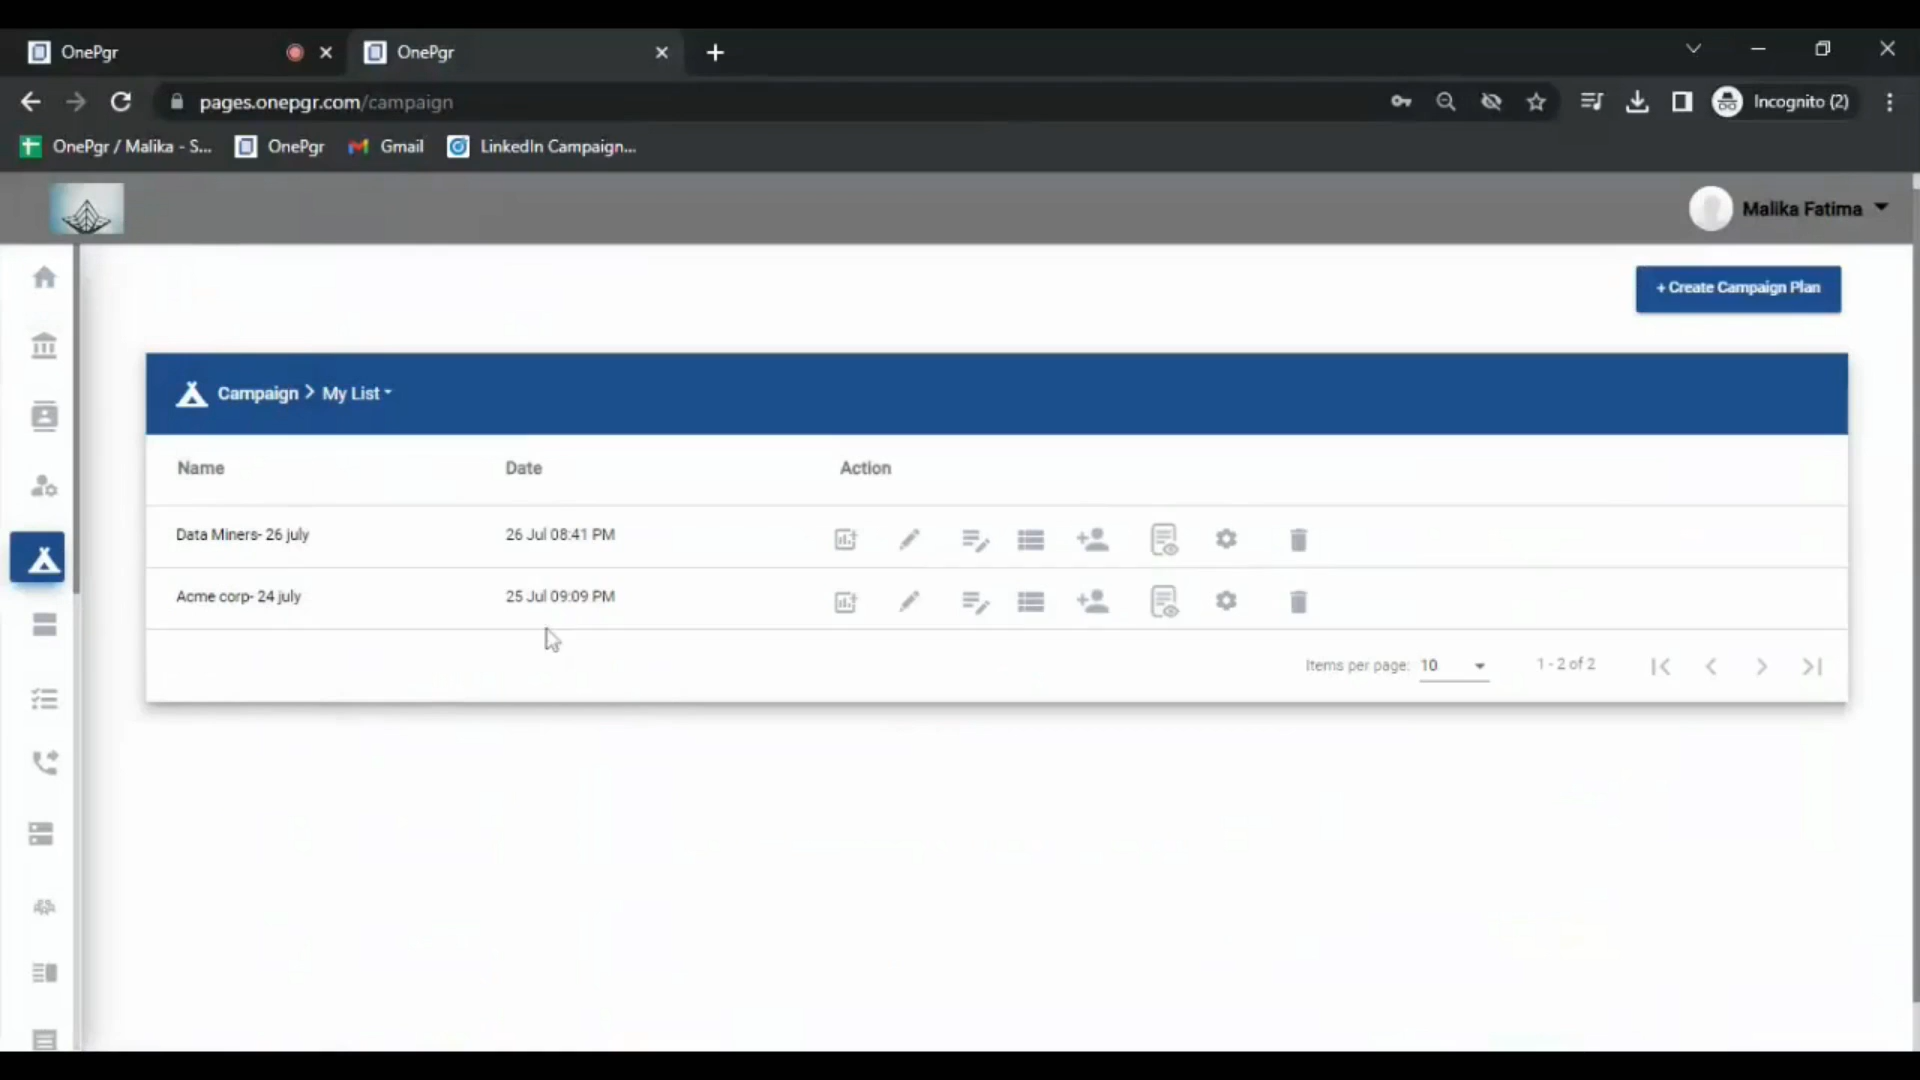 OnePgr
OnePgr
pages.onepgr.com/campaign
Incognito (2)
OnePgr / Malika - S...
OnePgr
Gmail
LinkedIn Campaign...
Malika Fatima
+ Create Campaign Plan
Campaign > My List
Name Date Action
Data Miners- 26 july 26 Jul 08:41 PM
Acme corp- 24 july 25 Jul 09:09 PM
Items per page: 10 1 - 2 of 2